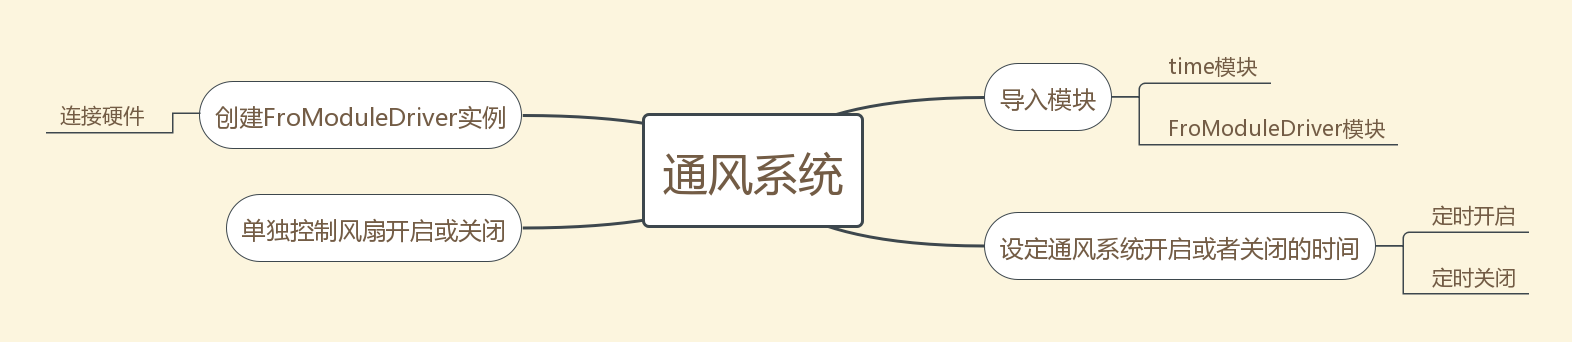 通风系统
导入模块
time模块
FroModuleDriver模块
设定通风系统开启或者关闭的时间
定时开启
定时关闭
创建FroModuleDriver实例
连接硬件
单独控制风扇开启或关闭